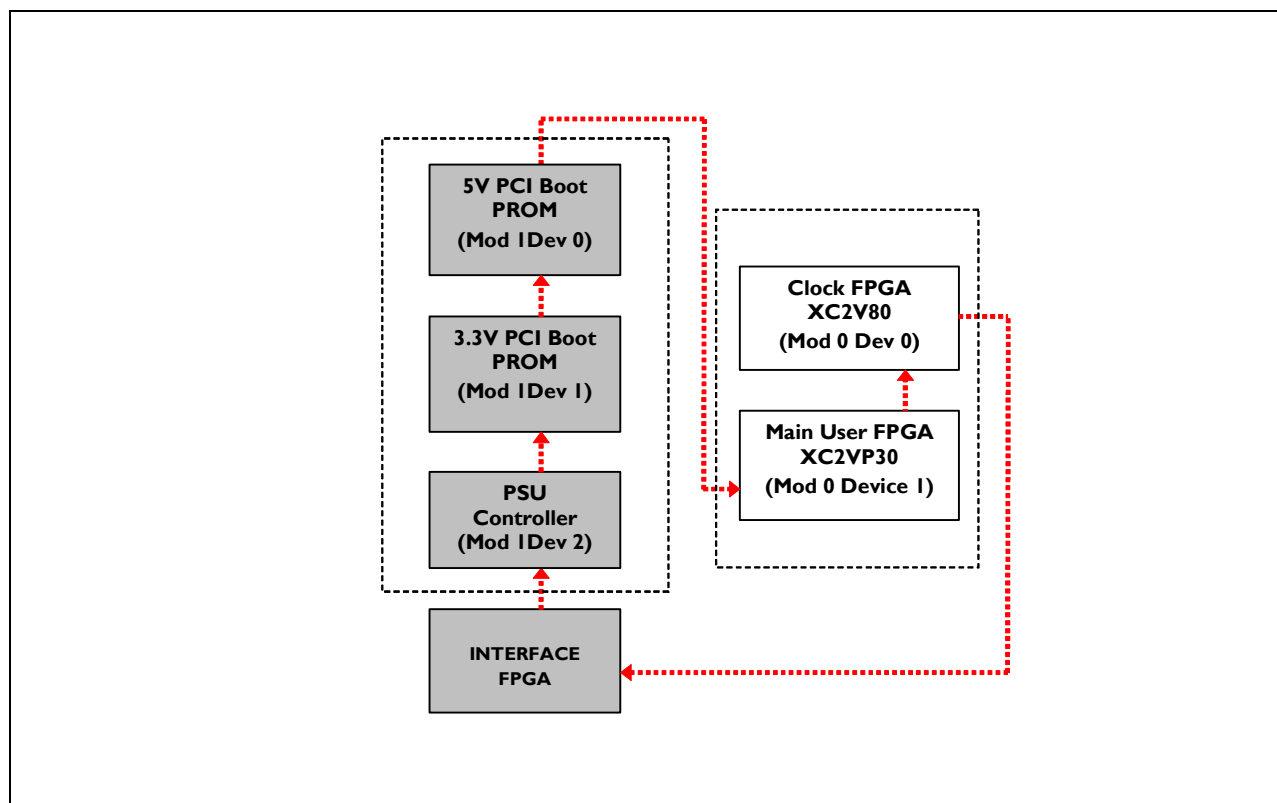 5V PCI Boot
PROM
(Mod 1Dev 0)
3.3V PCI Boot
PROM
(Mod 1Dev 1)
PSU
Controller
(Mod 1Dev 2)
INTERFACE
FPGA
Clock FPGA
XC2V80
(Mod 0 Dev 0)
Main User FPGA
XC2VP30
(Mod 0 Device 1)